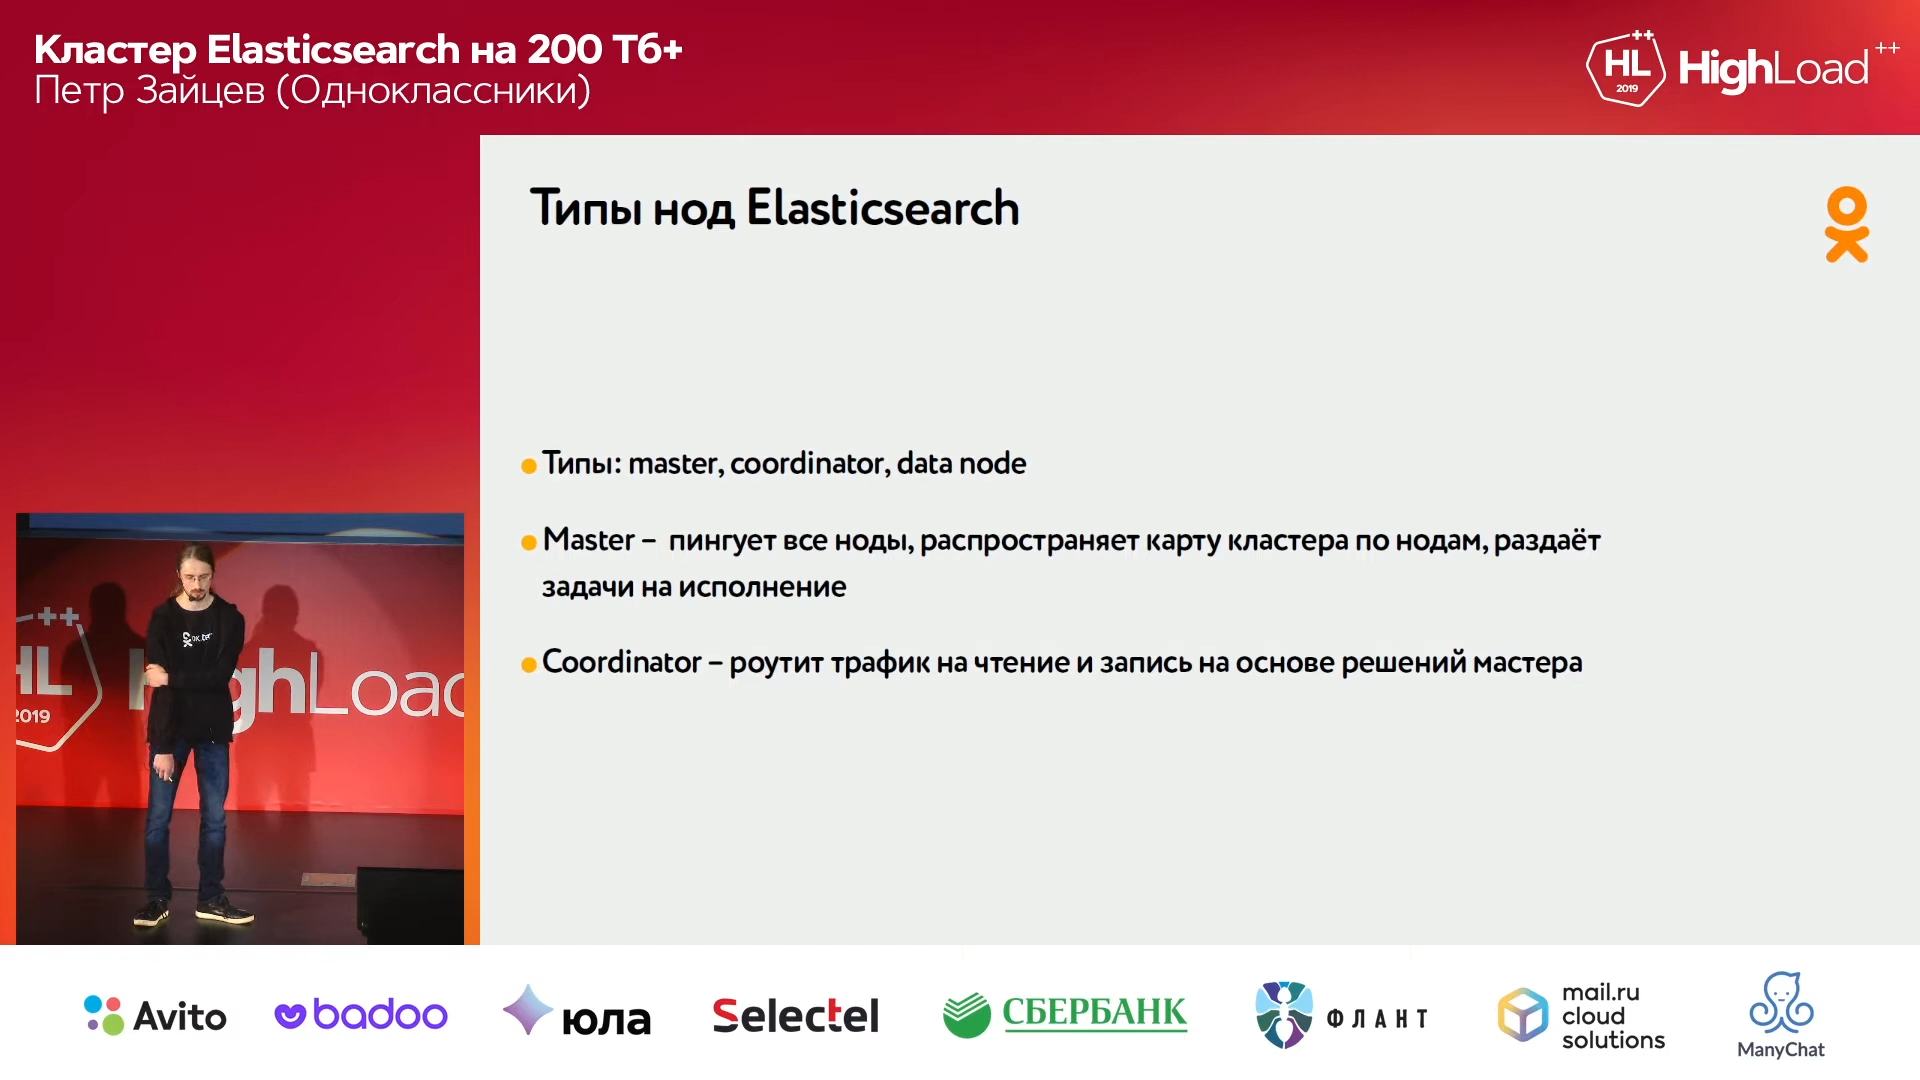 Кластер Elasticsearch на 200 Тб+
Петр Зайцев (Одноклассники)
HL++
2019
HighLoad++
Типы нод Elasticsearch
Типы: master, coordinator, data node
Master – пингует все ноды, распространяет карту кластера по нодам, раздаёт
задачи на исполнение
Coordinator – роутит трафик на чтение и запись на основе решений мастера
++
HL
2019
HighLoad
Avito
badoo
юла
Selectel
СБЕРБАНК
ФЛАНТ
mail.ru
cloud
solutions
ManyChat